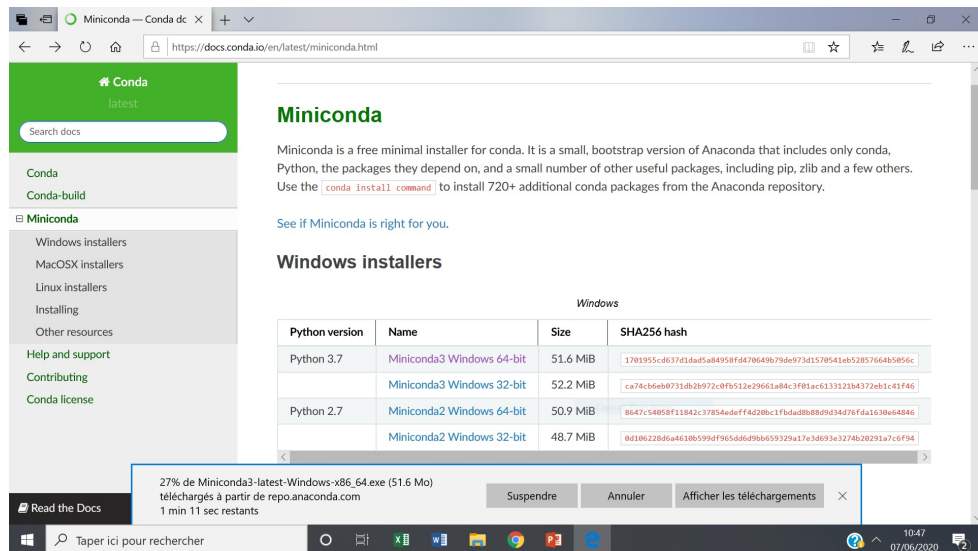 Miniconda — Conda dc
https://docs.conda.io/en/latest/miniconda.html
Conda
latest
Search docs
Conda
Conda-build
Miniconda
Windows installers
MacOSX installers
Linux installers
Installing
Other resources
Help and support
Contributing
Conda license
Read the Docs
Miniconda
Miniconda is a free minimal installer for conda. It is a small, bootstrap version of Anaconda that includes only conda,
Python, the packages they depend on, and a small number of other useful packages, including pip, zlib and a few others.
Use the conda install command to install 720+ additional conda packages from the Anaconda repository.
See if Miniconda is right for you.
Windows installers
Windows
Python version Name Size SHA256 hash
Python 3.7 Miniconda3 Windows 64-bit 51.6 MiB 1701955cd637d1dad5a84958fd470649b79de973d1570541eb52857664b5056c
Miniconda3 Windows 32-bit 52.2 MiB ca74cb6eb0731db2b972c0fb512e29661a84c3f01ac6133121b4372eb1c41f46
Python 2.7 Miniconda2 Windows 64-bit 50.9 MiB 8647c54058f11842c37854edeff4d20bc1fbdad8b88d9d34d76fda1630e64846
Miniconda2 Windows 32-bit 48.7 MiB 0d106228d6a4610b599df965dd6d9bb659329a17e3d693e3274b20291a7c6f94
27% de Miniconda3-latest-Windows-x86_64.exe (51.6 Mo)
téléchargés à partir de repo.anaconda.com
1 min 11 sec restants
Suspendre Annuler Afficher les téléchargements
Taper ici pour rechercher
10:47
07/06/2020
2